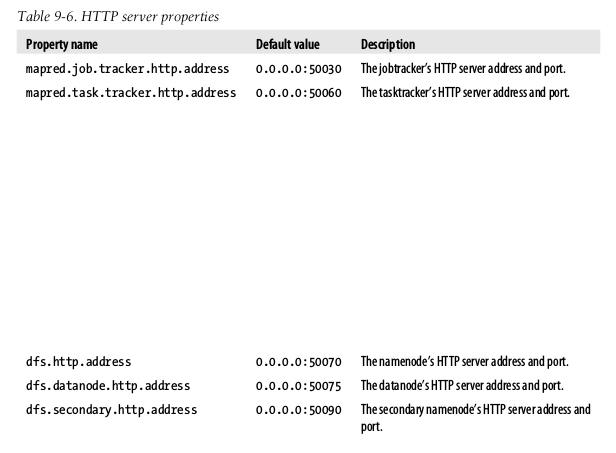 Table 9-6. HTTP server properties
Property name Default value Description
mapred.job.tracker.http.address 0.0.0.0:50030 The jobtracker's HTTP server address and port.
mapred.task.tracker.http.address 0.0.0.0:50060 The tasktracker's HTTP server address and port.
dfs.http.address 0.0.0.0:50070 The namenode's HTTP server address and port.
dfs.datanode.http.address 0.0.0.0:50075 The datanode's HTTP server address and port.
dfs.secondary.http.address 0.0.0.0:50090 The secondary namenode's HTTP server address and
port.